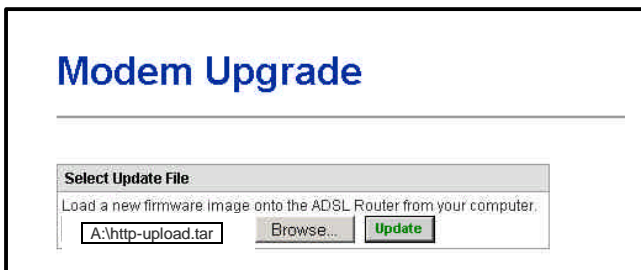 Modem Upgrade
Select Update File
Load a new firmware image onto the ADSL Router from your computer.
A:\http-upload.tar Browse... Update